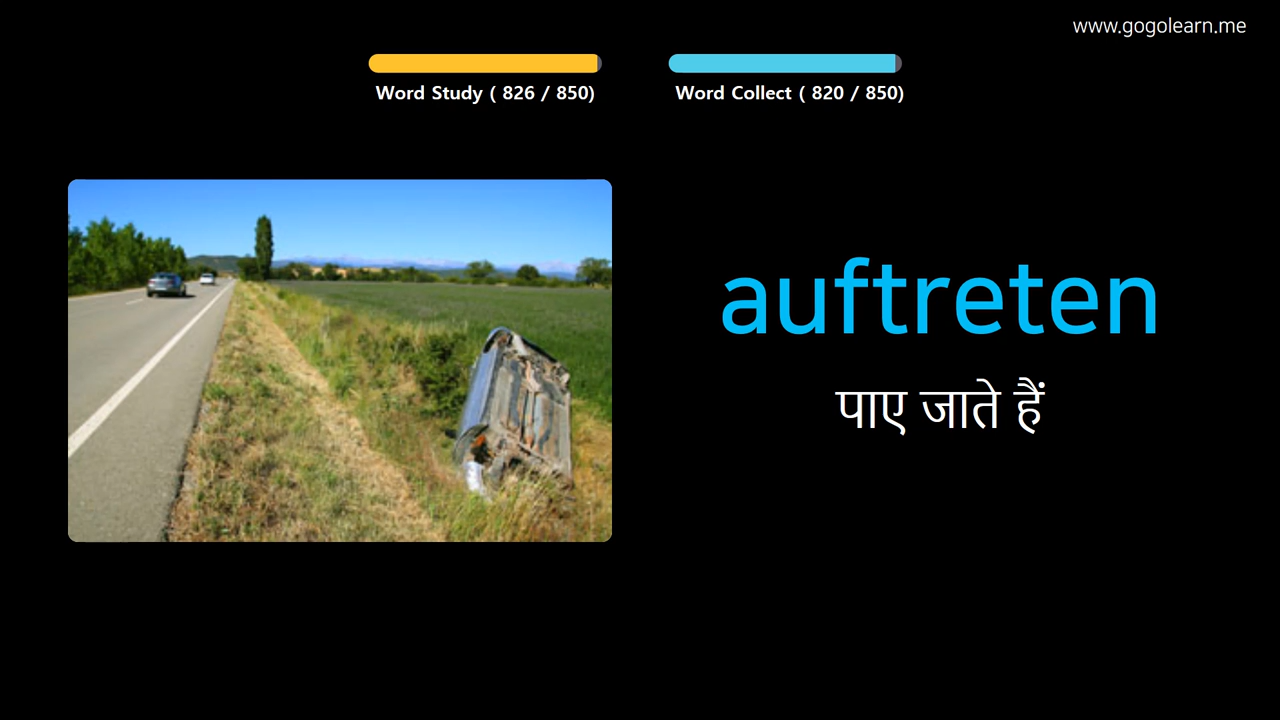 www.gogolearn.me
Word Study ( 826 / 850)
Word Collect ( 820 / 850)
auftreten
पाए जाते हैं